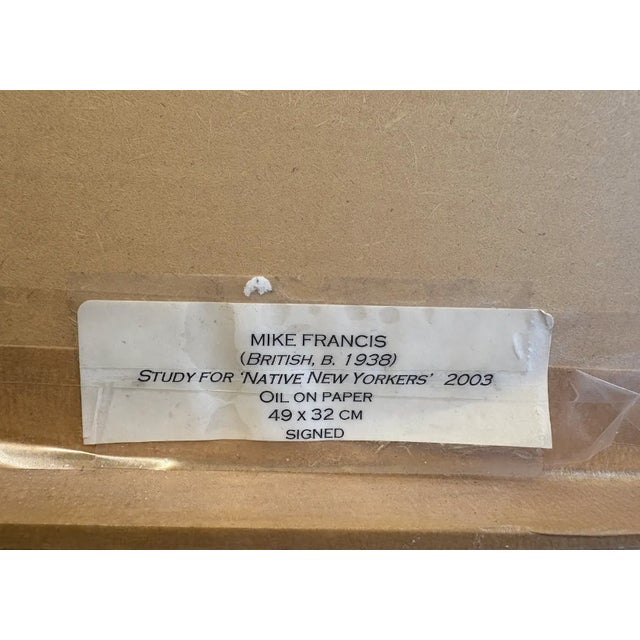 MIKE FRANCIS
(BRITISH, B. 1938)
STUDY FOR 'NATIVE NEW YORKERS' 2003
OIL ON PAPER
49 X 32 CM
SIGNED